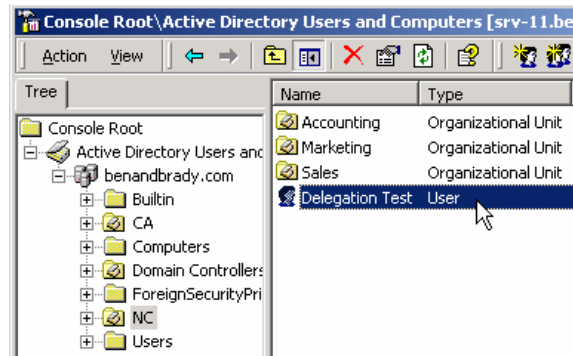 Console Root\Active Directory Users and Computers [srv-11.be
Action View
Tree
Name Type
Console Root
Active Directory Users and
benandbrady.com
Builtin
CA
Computers
Domain Controllers
ForeignSecurityPri
NC
Users
Accounting Organizational Unit
Marketing Organizational Unit
Sales Organizational Unit
Delegation Test User